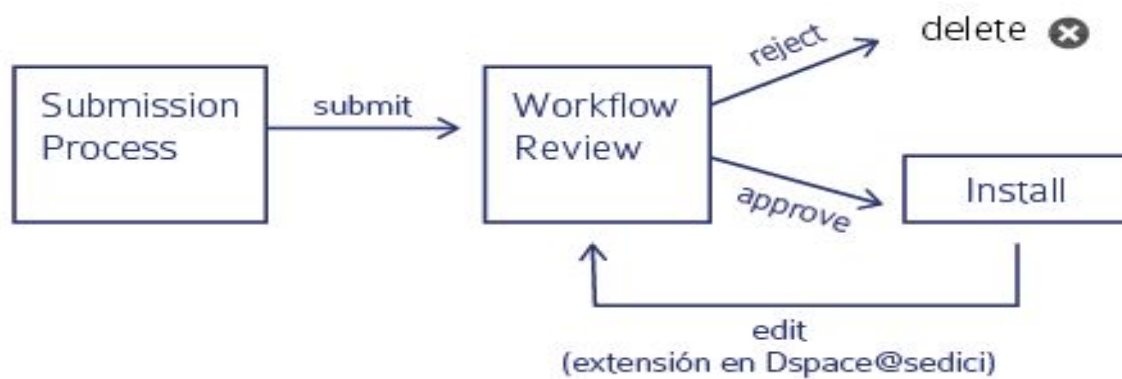 Submission
Process
submit
Workflow
Review
reject
delete
approve
Install
edit
(extensión en Dspace@sedici)